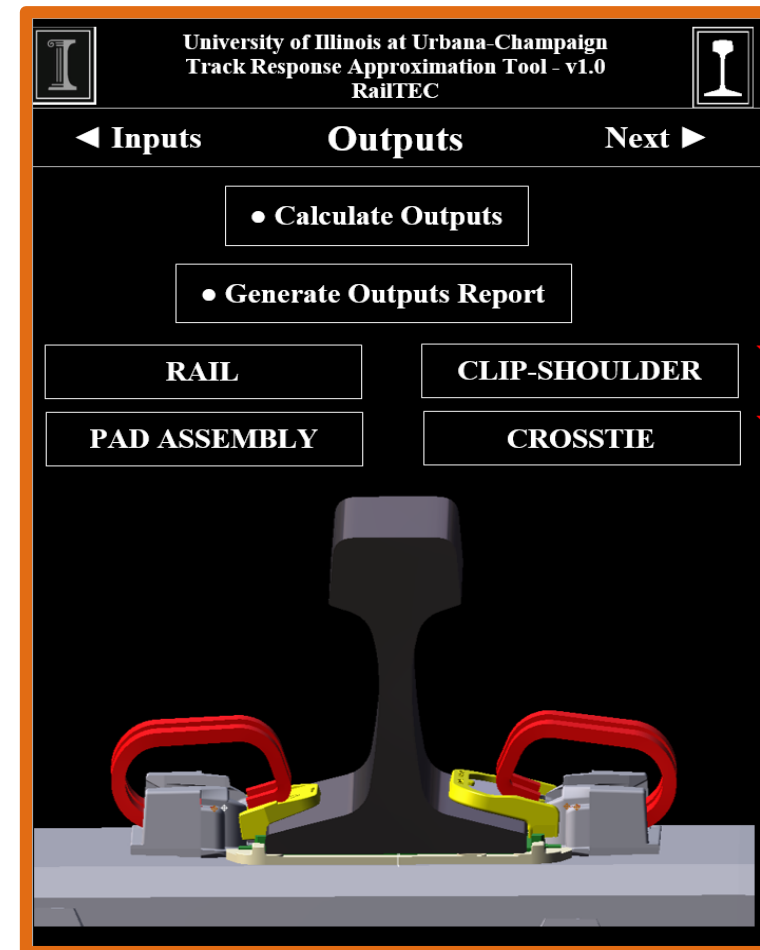 University of Illinois at Urbana-Champaign
Track Response Approximation Tool - v1.0
RailTEC
◄ Inputs Outputs Next ►
● Calculate Outputs
● Generate Outputs Report
RAIL CLIP-SHOULDER
PAD ASSEMBLY CROSSTIE